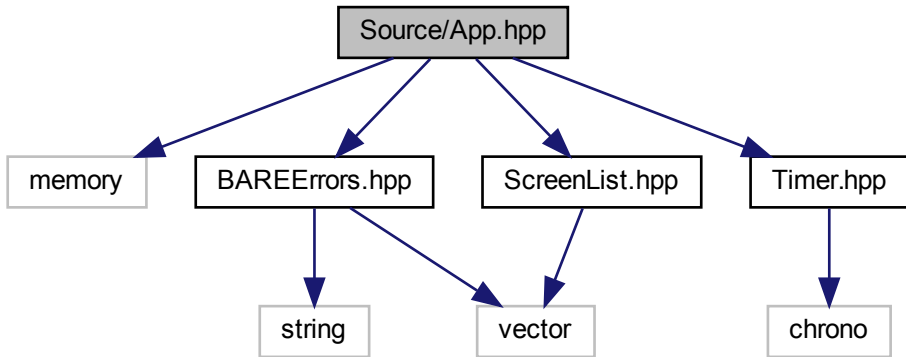 Source/App.hpp
memory
BAREErrors.hpp
ScreenList.hpp
Timer.hpp
string
vector
chrono